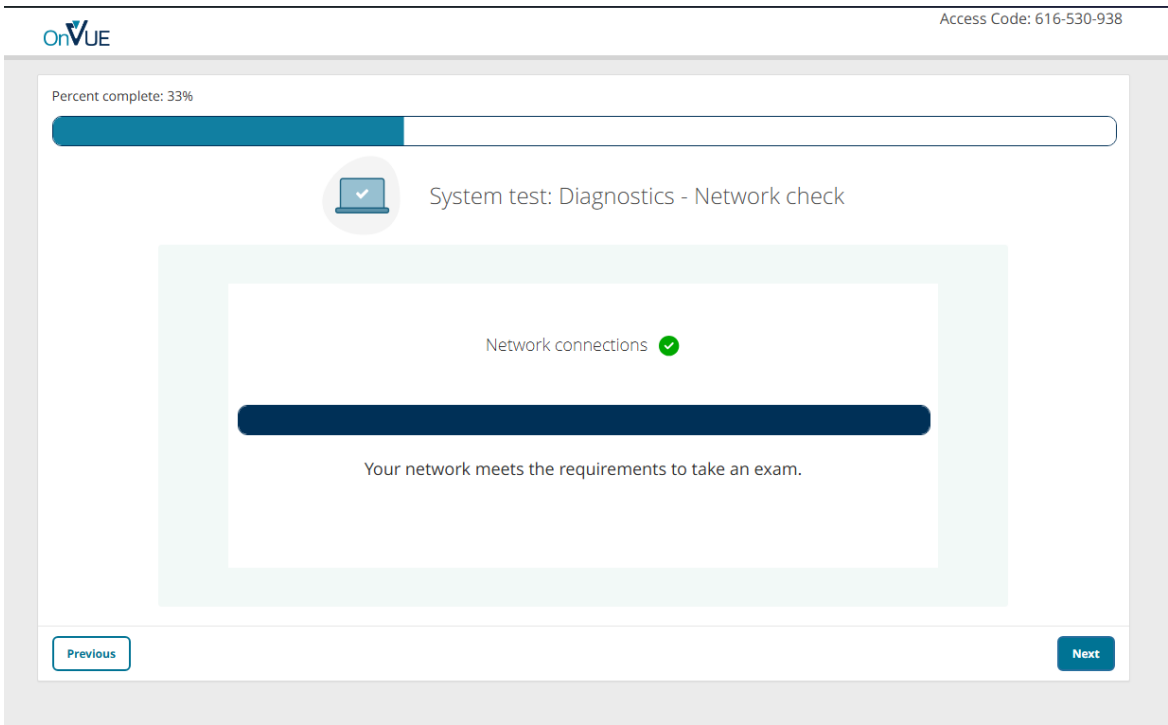 Access Code: 616-530-938
OnVUE
Percent complete: 33%
System test: Diagnostics - Network check
Network connections
Your network meets the requirements to take an exam.
Previous
Next